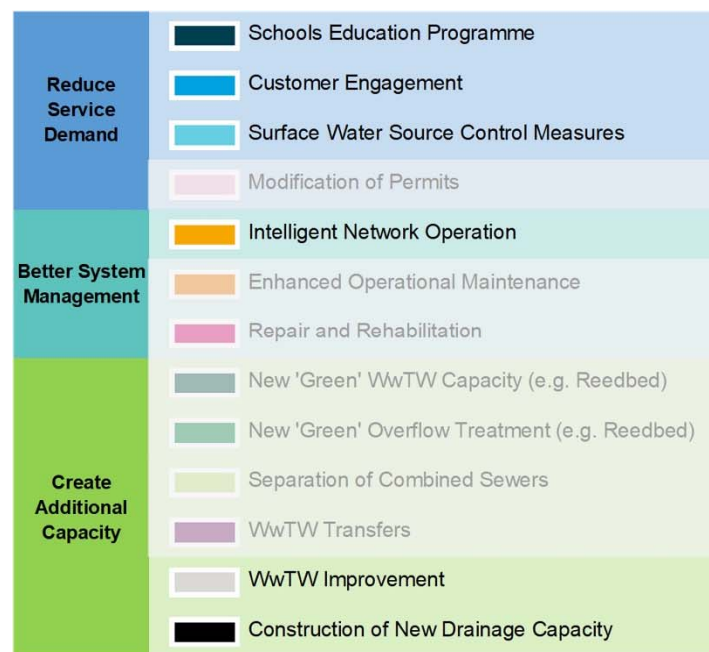 Reduce
Service
Demand
Schools Education Programme
Customer Engagement
Surface Water Source Control Measures
Modification of Permits
Better System
Management
Intelligent Network Operation
Enhanced Operational Maintenance
Repair and Rehabilitation
Create
Additional
Capacity
New 'Green' WwTW Capacity (e.g. Reedbed)
New 'Green' Overflow Treatment (e.g. Reedbed)
Separation of Combined Sewers
WwTW Transfers
WwTW Improvement
Construction of New Drainage Capacity